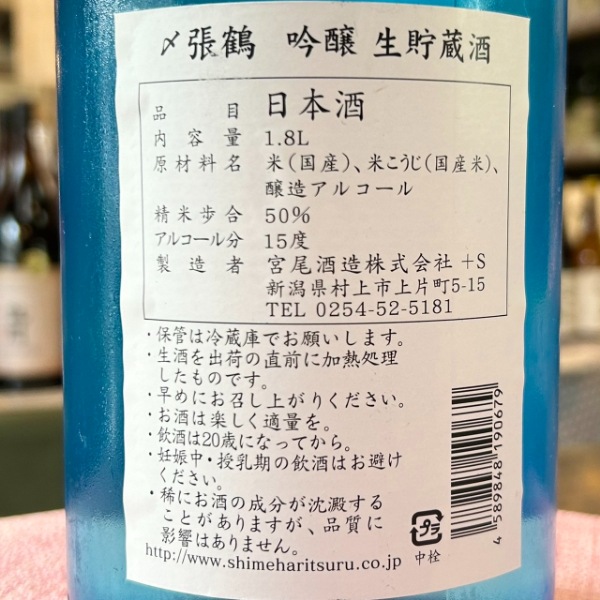 〆張鶴 吟醸 生貯蔵酒
品目 日本酒
内容量 1.8L
原材料名 米(国産)、米こうじ(国産米)、
醸造アルコール
精米歩合 50%
アルコール分 15度
製造者 宮尾酒造株式会社 +S
新潟県村上市上片町5-15
TEL 0254-52-5181
・保管は冷蔵庫でお願いします。
・生酒を出荷の直前に加熱処理
したものです。
・早めにお召し上がりください。
・お酒は楽しく適量を。
・飲酒は20歳になってから。
・妊娠中・授乳期の飲酒はお避け
ください。
・稀にお酒の成分が沈澱する
ことがありますが、品質に
影響はありません。
http://www.shimeharitsuru.co.jp
プラ
中栓
4 589848 190679